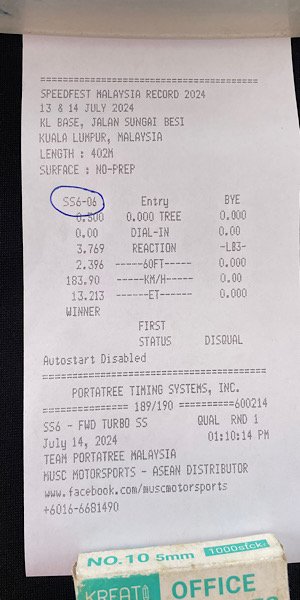 =====================================
SPEEDFEST MALAYSIA RECORD 2024
13 & 14 JULY 2024
KL BASE, JALAN SUNGAI BESI
KUALA LUMPUR, MALAYSIA
LENGTH : 402M
SURFACE : NO-PREP
SS6-06 Entry BYE
0.500 0.000 TREE 0.000
0.00 DIAL-IN 0.00
3.769 REACTION
2.396 ------60FT----- 0.000
183.90 ------KM/H----- 0.00
13.213 -------ET------ 0.000
WINNER
FIRST
STATUS DISQUAL
Autostart Disabled
=====================================
PORTATREE TIMING SYSTEMS, INC.
============== 189/190 =========600214
SS6 - FWD TURBO SS QUAL RND 1
July 14, 2024 01:10:14 PM
TEAM PORTATREE MALAYSIA
MUSC MOTORSPORTS - ASEAN DISTRIBUTOR
www.facebook.com/muscmotorsports
+6016-6681490
NO.10 5mm 1000stck
OFFICE